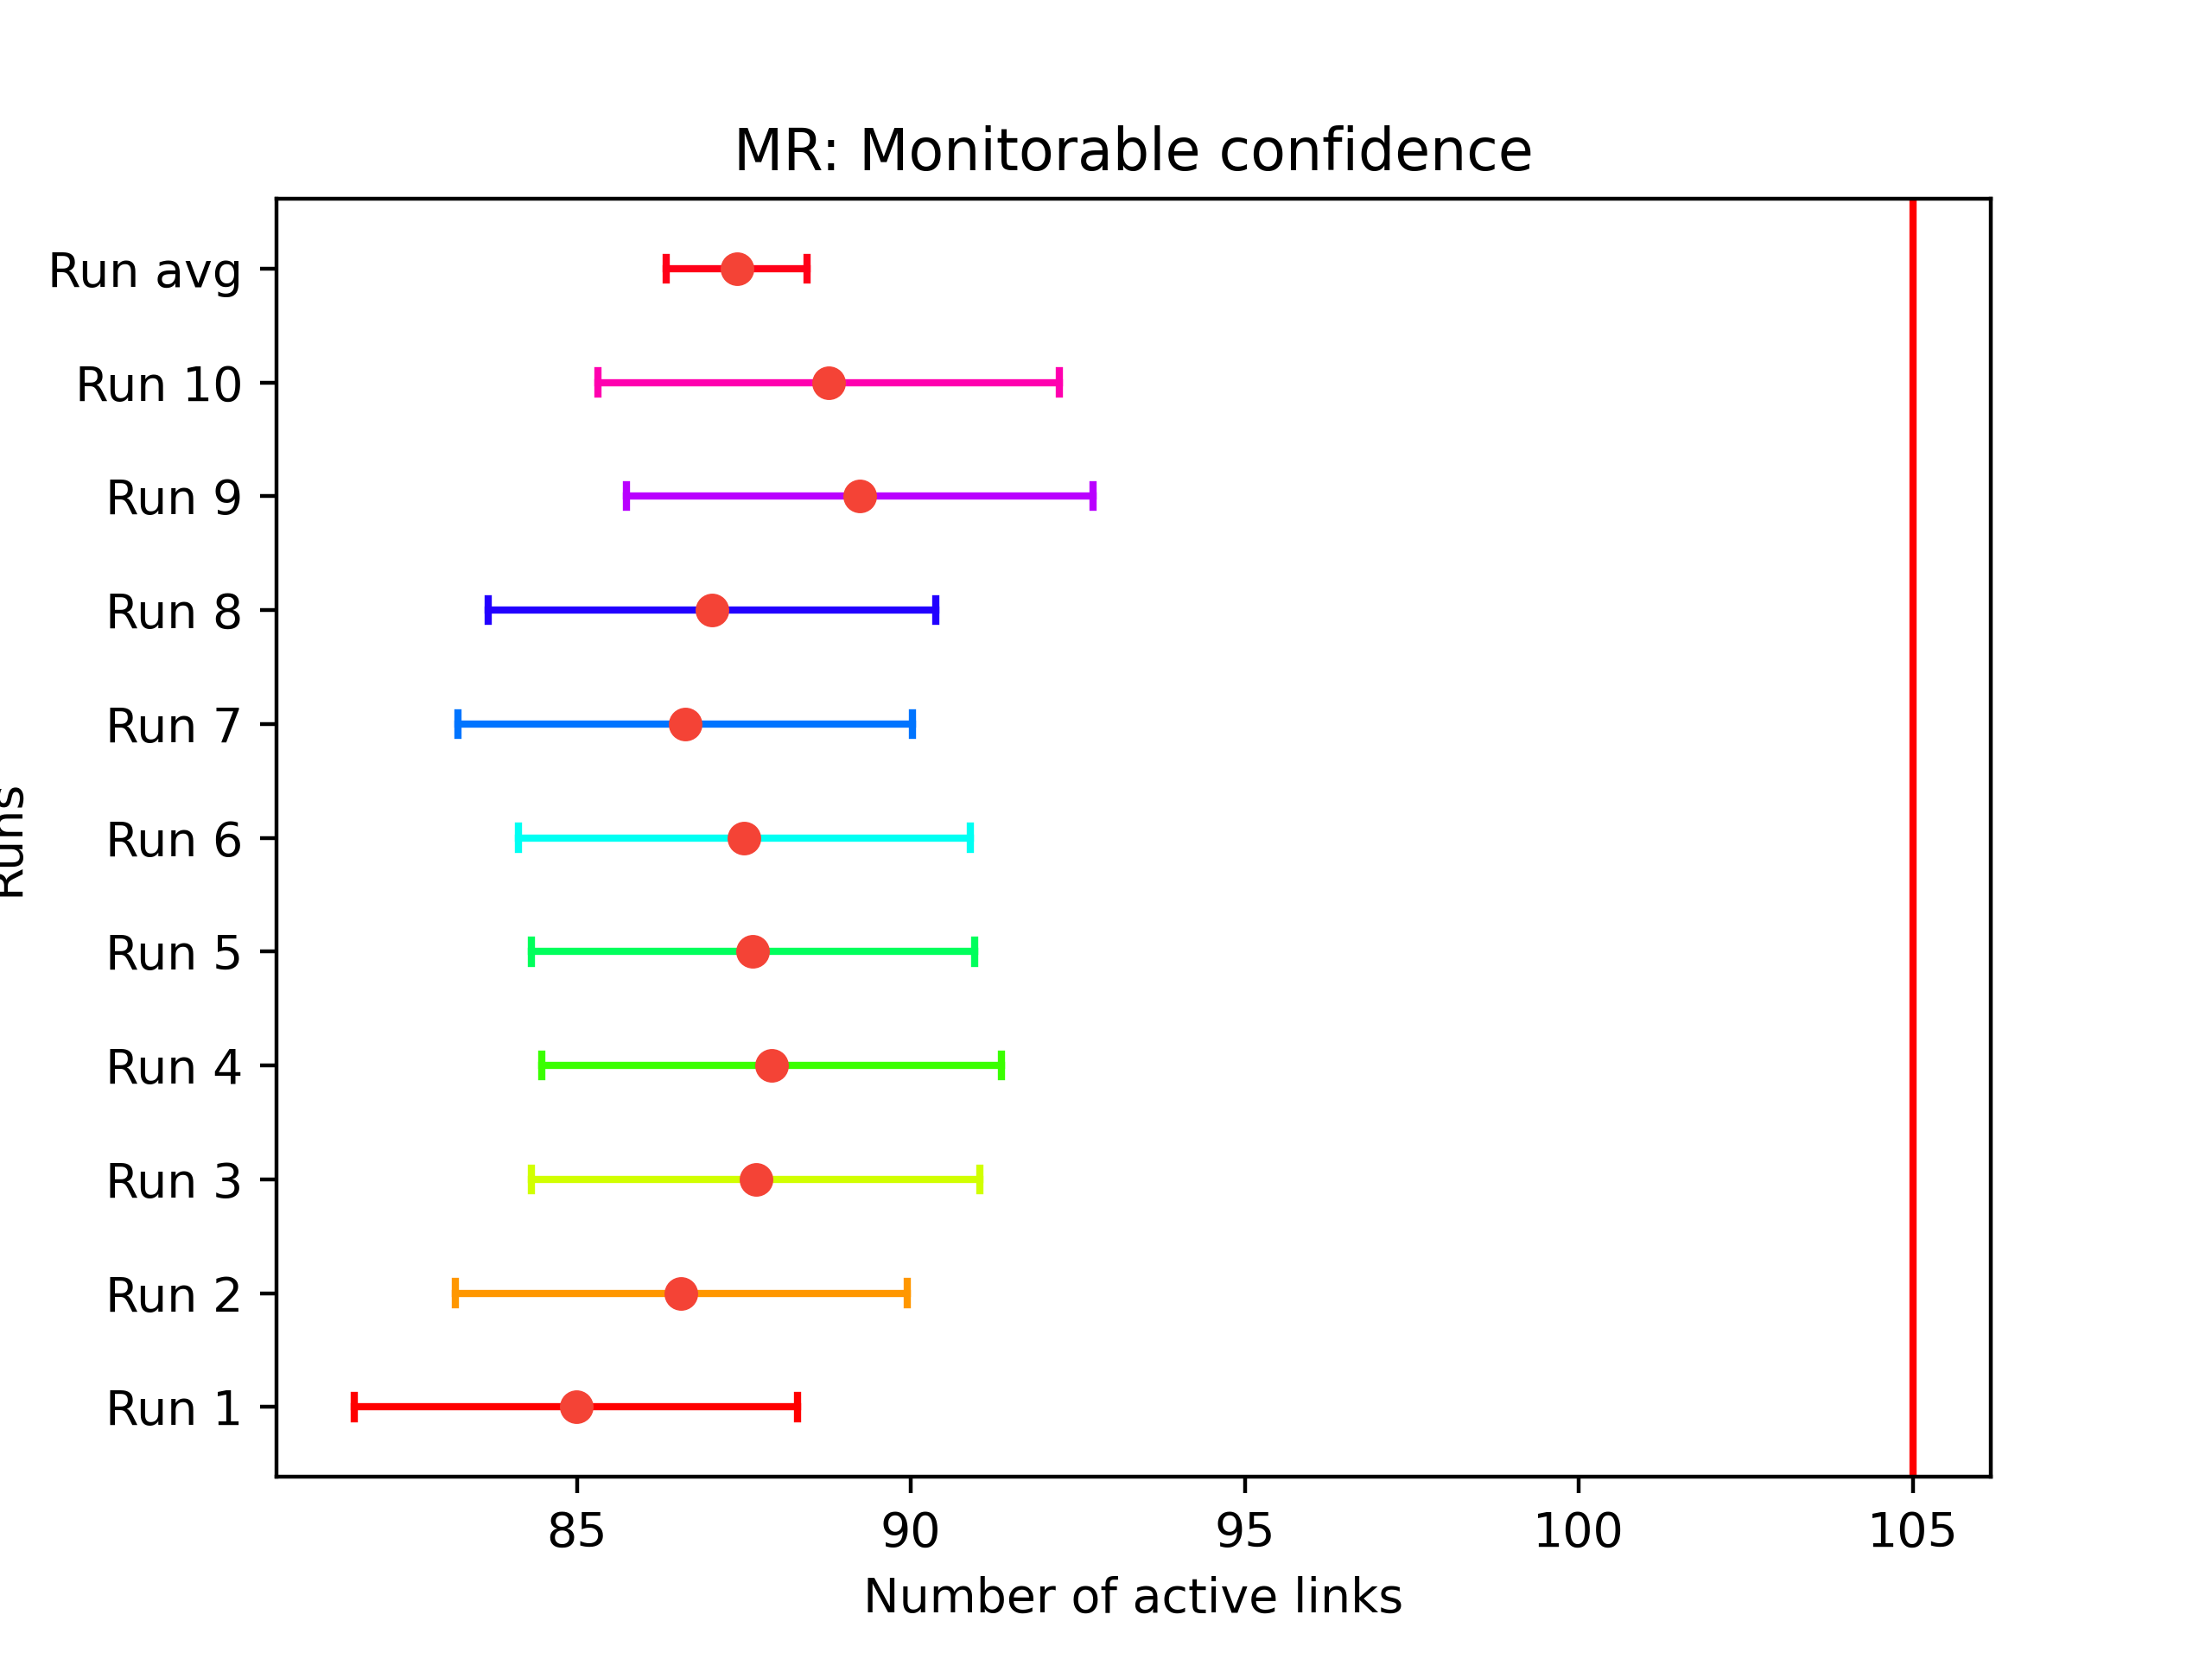 MR: Monitorable confidence
Run avg
Run 10
Run 9
Run 8
Run 7
Run 6
Run 5
Run 4
Run 3
Run 2
Run 1
Runs
85 90 95 100 105
Number of active links